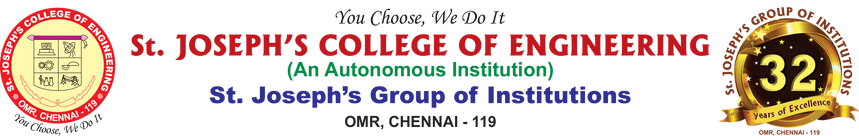 St. JOSEPH'S COLLEGE OF ENGINEERING
OMR, CHENNAI - 119
You Choose, We Do It
You Choose, We Do It
St. JOSEPH'S COLLEGE OF ENGINEERING
(An Autonomous Institution)
St. Joseph's Group of Institutions
OMR, CHENNAI - 119
St. JOSEPH'S GROUP OF INSTITUTIONS
32
Years of Excellence
OMR, CHENNAI - 119